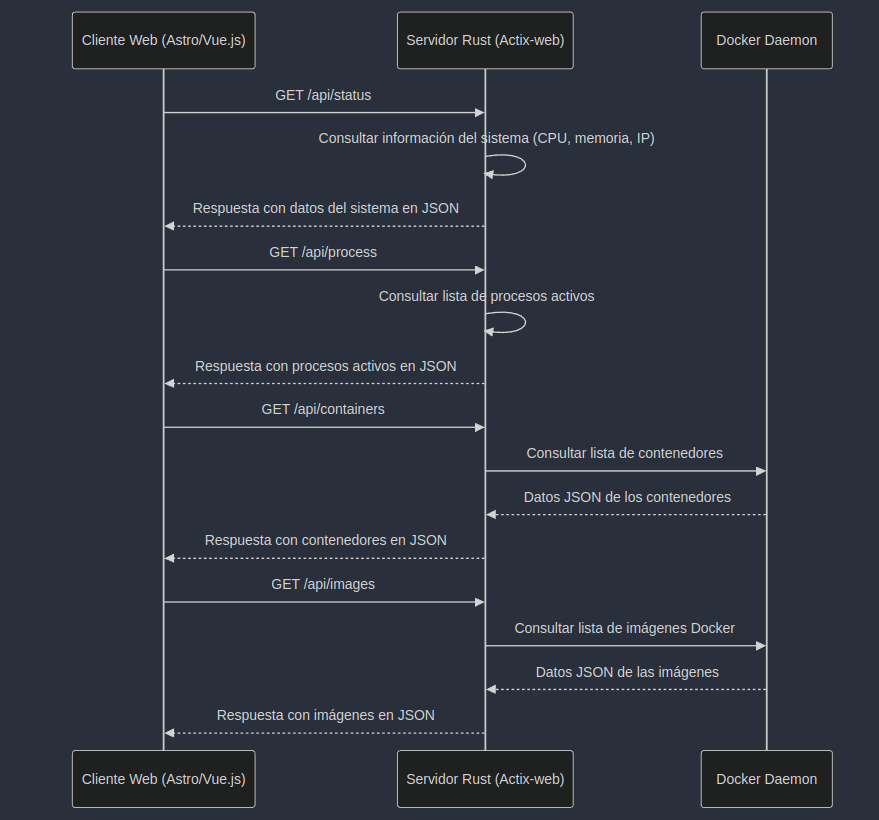 Cliente Web (Astro/Vue.js)
Servidor Rust (Actix-web)
Docker Daemon
GET /api/status
Consultar información del sistema (CPU, memoria, IP)
Respuesta con datos del sistema en JSON
GET /api/process
Consultar lista de procesos activos
Respuesta con procesos activos en JSON
GET /api/containers
Consultar lista de contenedores
Datos JSON de los contenedores
Respuesta con contenedores en JSON
GET /api/images
Consultar lista de imágenes Docker
Datos JSON de las imágenes
Respuesta con imágenes en JSON
Cliente Web (Astro/Vue.js)
Servidor Rust (Actix-web)
Docker Daemon